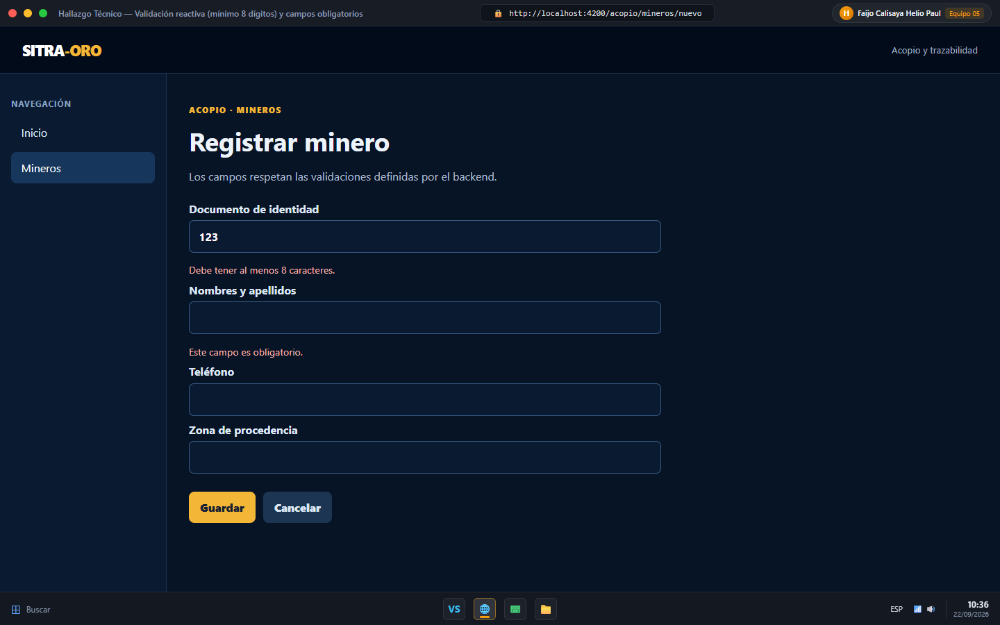 Hallazgo Técnico — Validación reactiva (mínimo 8 dígitos) y campos obligatorios
http://localhost:4200/acopio/mineros/nuevo
H Faijo Calisaya Helio Paul Equipo 05
SITRA-ORO
Acopio y trazabilidad
NAVEGACIÓN
Inicio
Mineros
ACOPIO · MINEROS
Registrar minero
Los campos respetan las validaciones definidas por el backend.
Documento de identidad
123
Debe tener al menos 8 caracteres.
Nombres y apellidos
Este campo es obligatorio.
Teléfono
Zona de procedencia
Guardar
Cancelar
Buscar
VS
ESP
10:36
22/09/2026